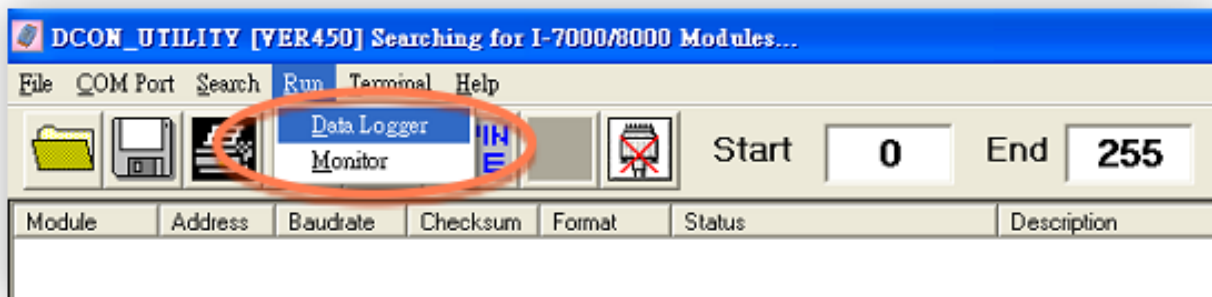 DCON_UTILITY [VER450] Searching for I-7000/8000 Modules...
File COM Port Search Run Terminal Help
Data Logger
Monitor
IN
E
Start 0 End 255
Module Address Baudrate Checksum Format Status Description